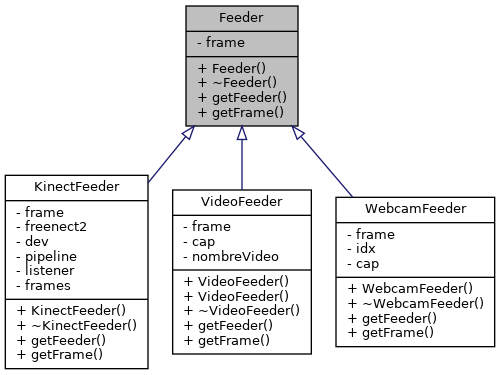 Feeder
- frame
+ Feeder()
+ ~Feeder()
+ getFeeder()
+ getFrame()
KinectFeeder
- frame
- freenect2
- dev
- pipeline
- listener
- frames
+ KinectFeeder()
+ ~KinectFeeder()
+ getFeeder()
+ getFrame()
VideoFeeder
- frame
- cap
- nombreVideo
+ VideoFeeder()
+ VideoFeeder()
+ ~VideoFeeder()
+ getFeeder()
+ getFrame()
WebcamFeeder
- frame
- idx
- cap
+ WebcamFeeder()
+ ~WebcamFeeder()
+ getFeeder()
+ getFrame()